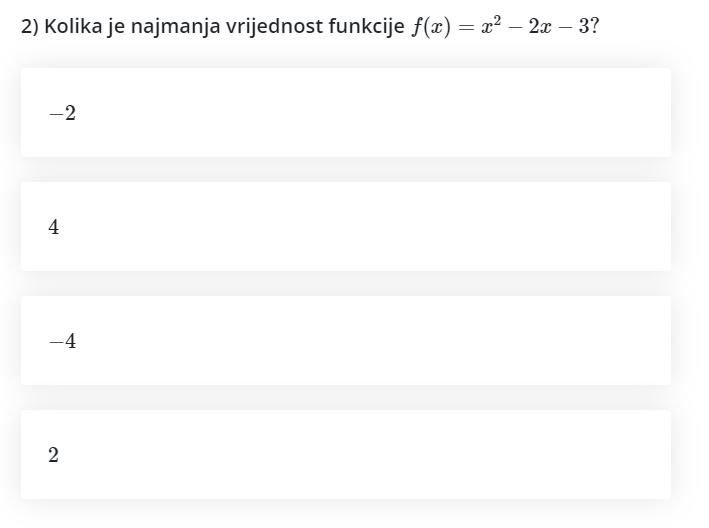 2) Kolika je najmanja vrijednost funkcije f(x) = x² − 2x − 3?
−2
4
−4
2